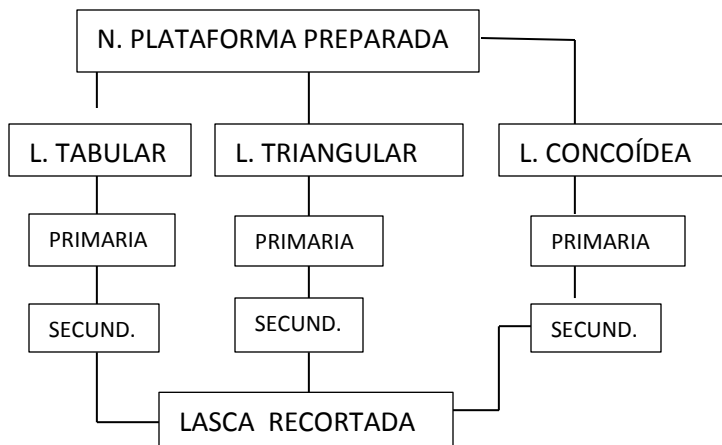 N. PLATAFORMA PREPARADA
L. TABULAR
L. TRIANGULAR
L. CONCOÍDEA
PRIMARIA
PRIMARIA
PRIMARIA
SECUND.
SECUND.
SECUND.
LASCA RECORTADA